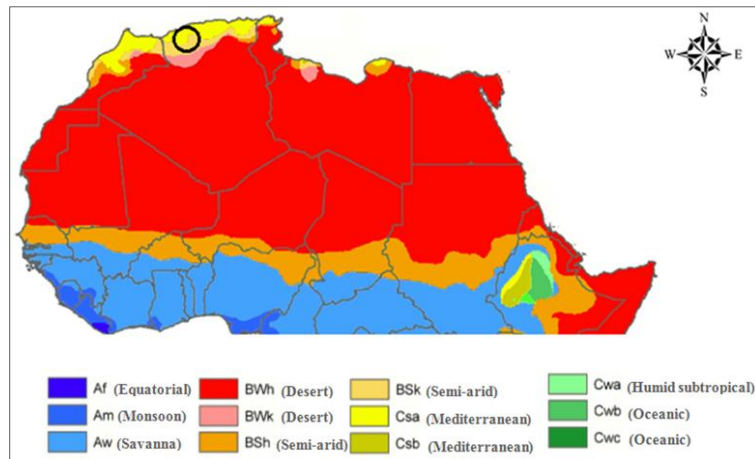 N
W E
S
Af (Equatorial)
Am (Monsoon)
Aw (Savanna)
BWh (Desert)
BWk (Desert)
BSh (Semi-arid)
BSk (Semi-arid)
Csa (Mediterranean)
Csb (Mediterranean)
Cwa (Humid subtropical)
Cwb (Oceanic)
Cwc (Oceanic)